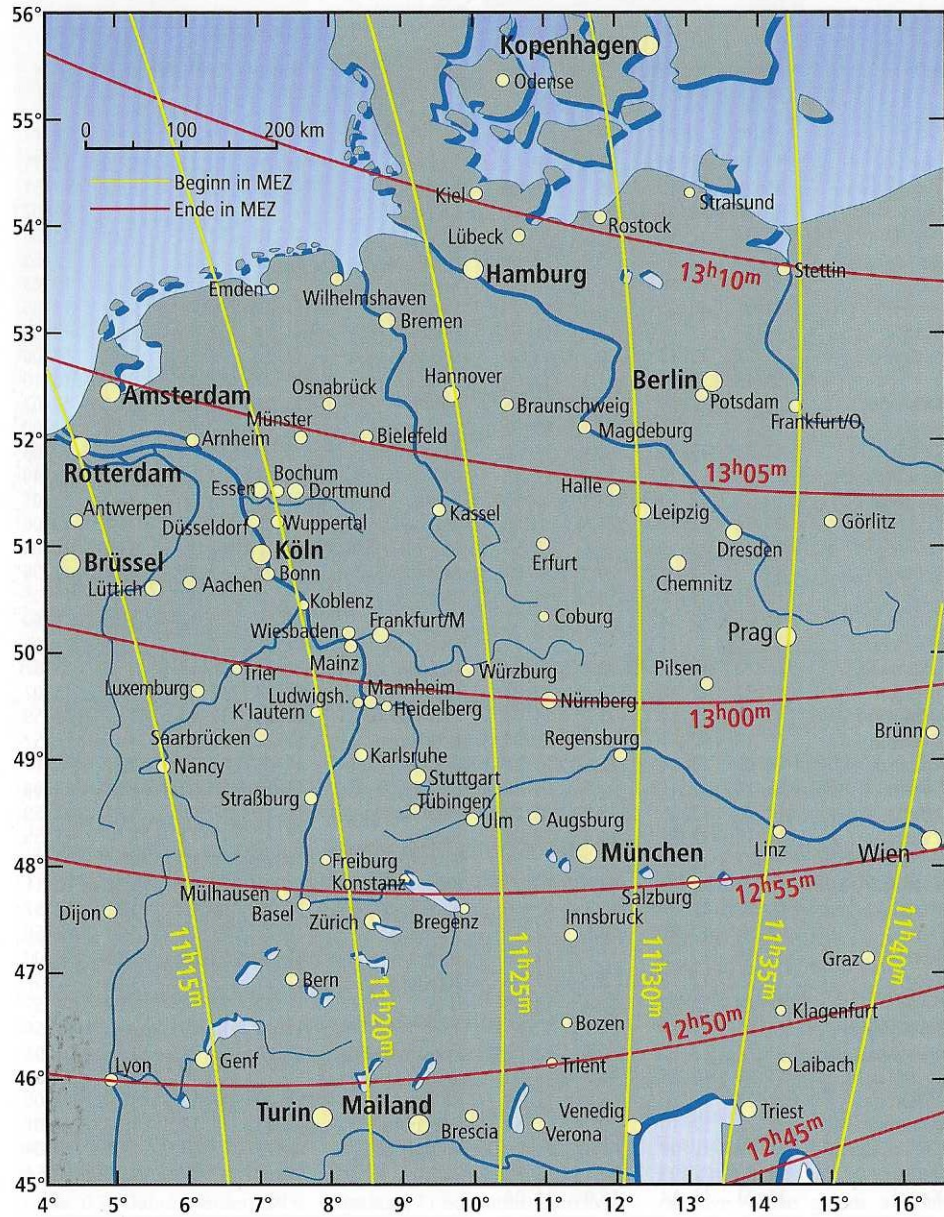 56°
55°
54°
53°
52°
51°
50°
49°
48°
47°
46°
45°
Kopenhagen
Odense
0 100 200 km
Beginn in MEZ
Ende in MEZ
Kiel
Stralsund
Rostock
Lübeck
Hamburg
13h10m
Stettin
Emden
Wilhelmshaven
Bremen
Amsterdam
Osnabrück
Hannover
Berlin
Potsdam
Braunschweig
Frankfurt/O.
Münster
Arnheim
Bielefeld
Magdeburg
Rotterdam
Bochum
Essen
Dortmund
13h05m
Halle
Antwerpen
Düsseldorf
Wuppertal
Kassel
Leipzig
Görlitz
Brüssel
Köln
Erfurt
Dresden
Lüttich
Aachen
Bonn
Chemnitz
Koblenz
Coburg
Wiesbaden
Frankfurt/M
Prag
Mainz
Trier
Würzburg
Pilsen
Luxemburg
Ludwigsh.
Mannheim
Heidelberg
Nürnberg
13h00m
K'lautern
Saarbrücken
Regensburg
Brünn
Nancy
Karlsruhe
Stuttgart
Straßburg
Tübingen
Ulm
Augsburg
Linz
Wien
Freiburg
München
Konstanz
Salzburg
12h55m
Mülhausen
Dijon
Basel
Zürich
Bregenz
Innsbruck
11h15m
11h20m
11h25m
11h30m
11h35m
11h40m
Graz
Bern
12h50m
Klagenfurt
Bozen
Lyon
Genf
Trient
Laibach
Turin
Mailand
Brescia
Verona
Venedig
Triest
12h45m
4 5° 6° 7° 8° 9° 10° 11° 12° 13° 14° 15° 16°